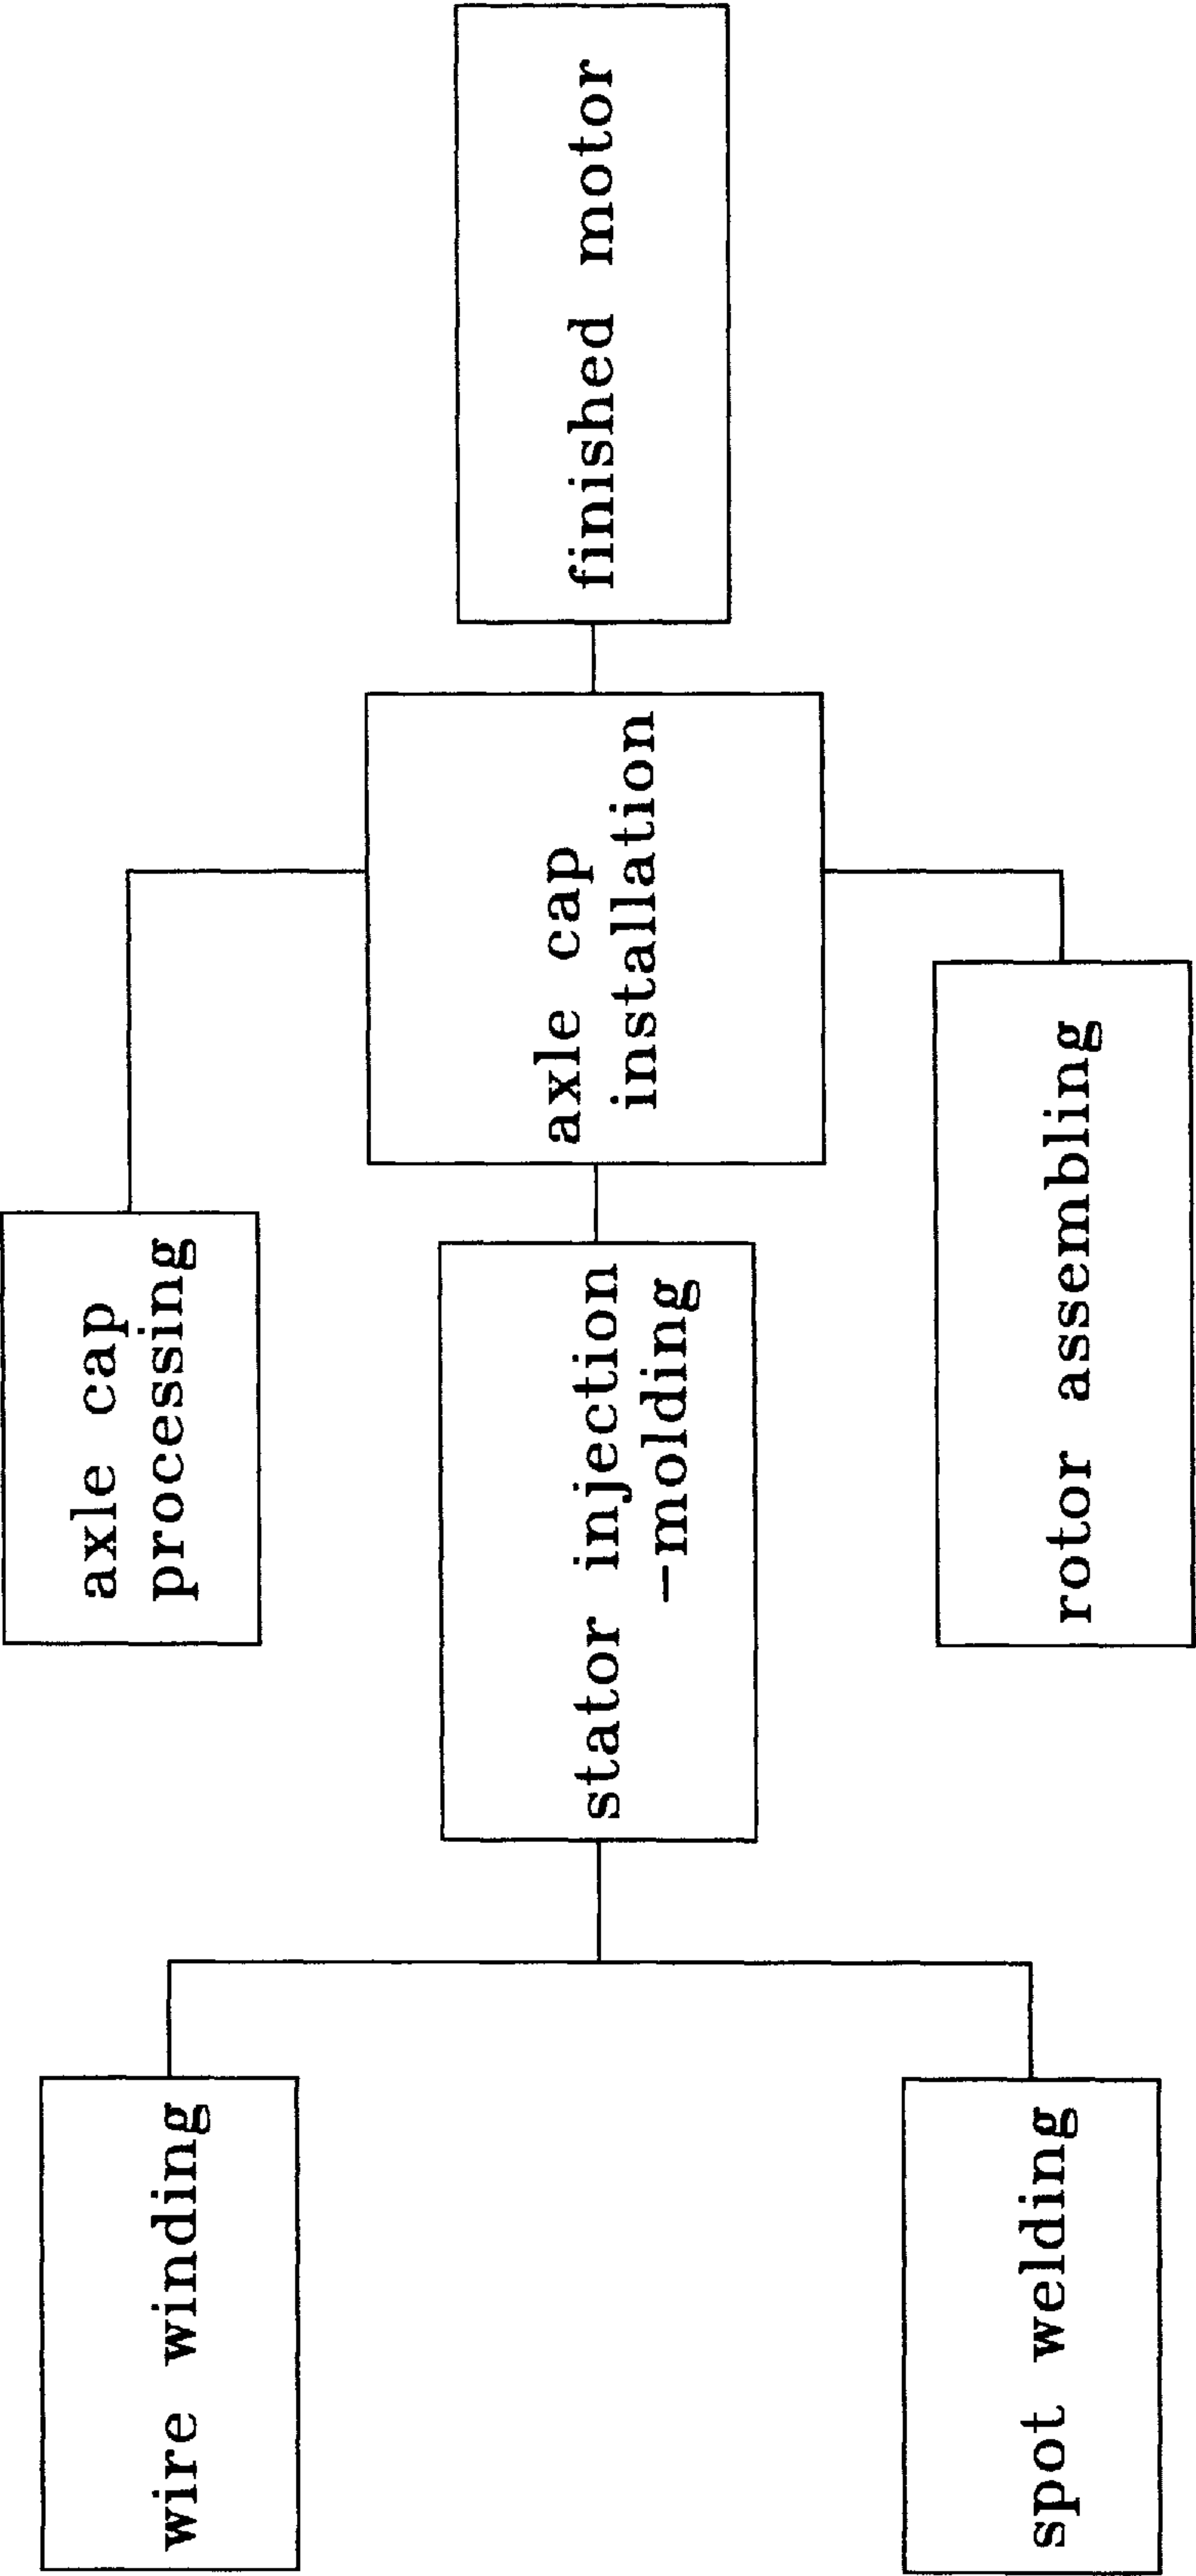 wire winding
spot welding
stator injection
-molding
axle cap
processing
rotor assembling
axle cap
installation
finished motor